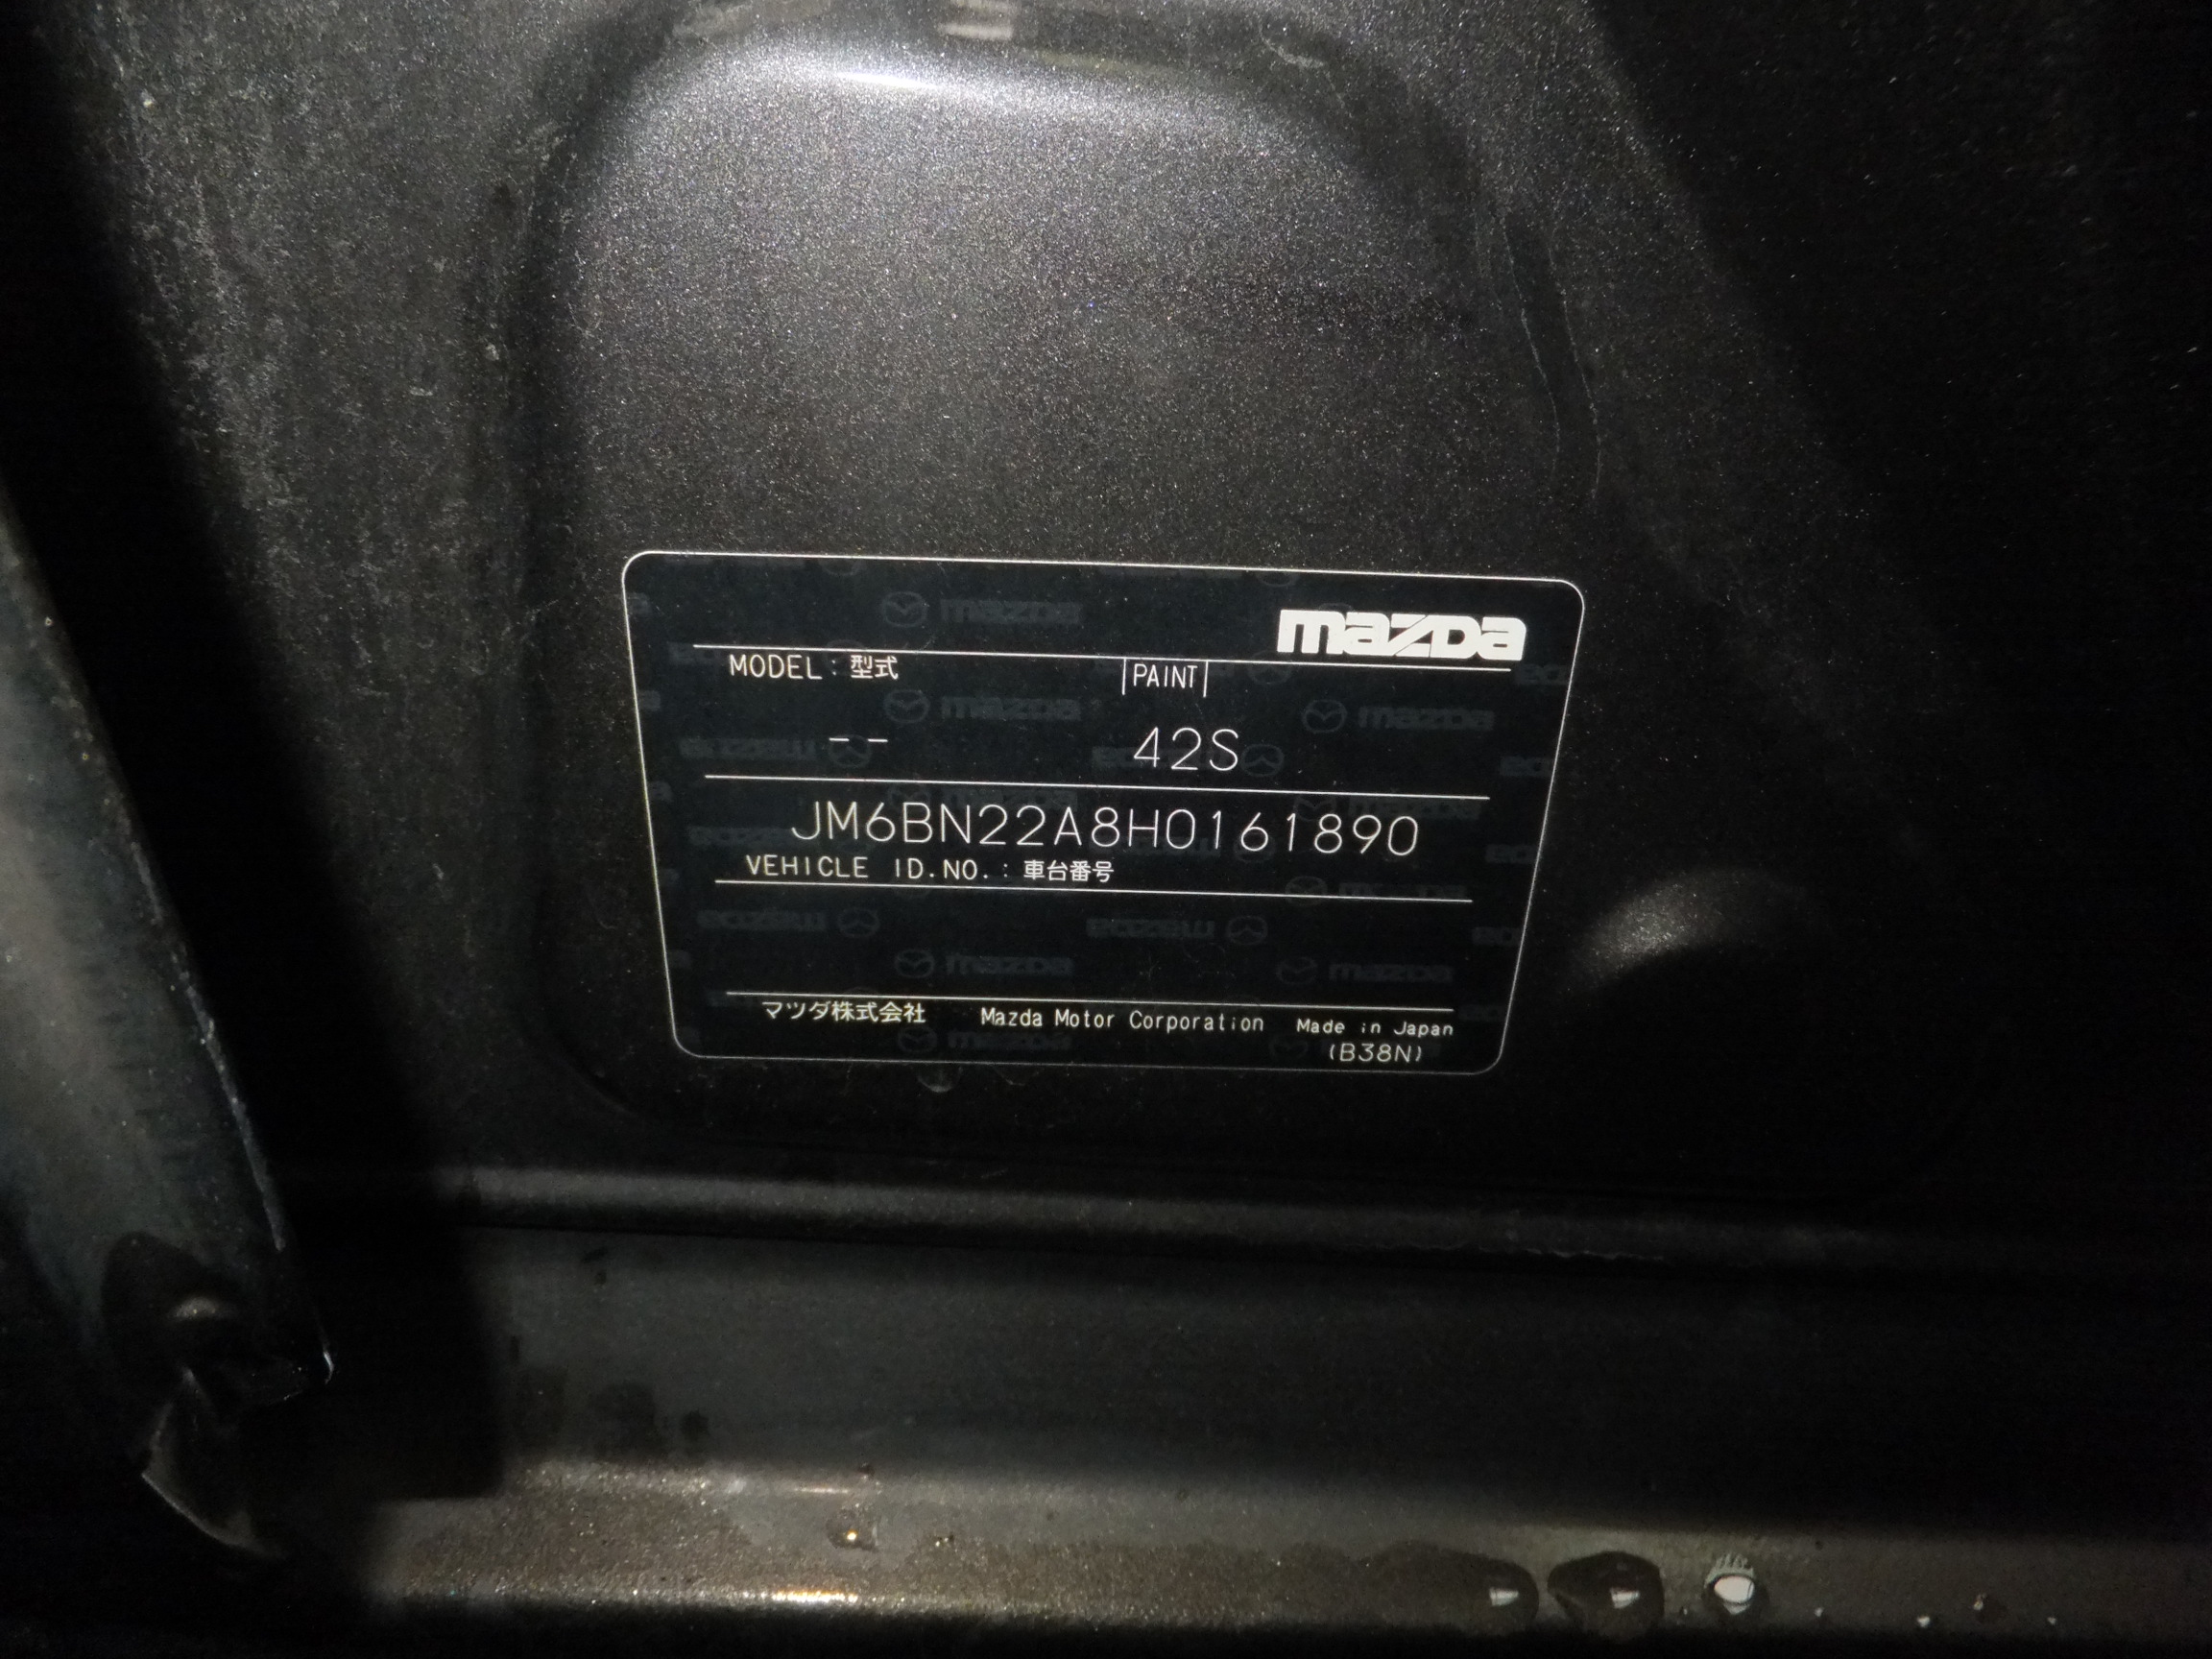 mazda
MODEL : 型式 PAINT
-- 42S
JM6BN22A8H0161890
VEHICLE ID.NO. : 車台番号
マツダ株式会社 Mazda Motor Corporation Made in Japan
(B38N)